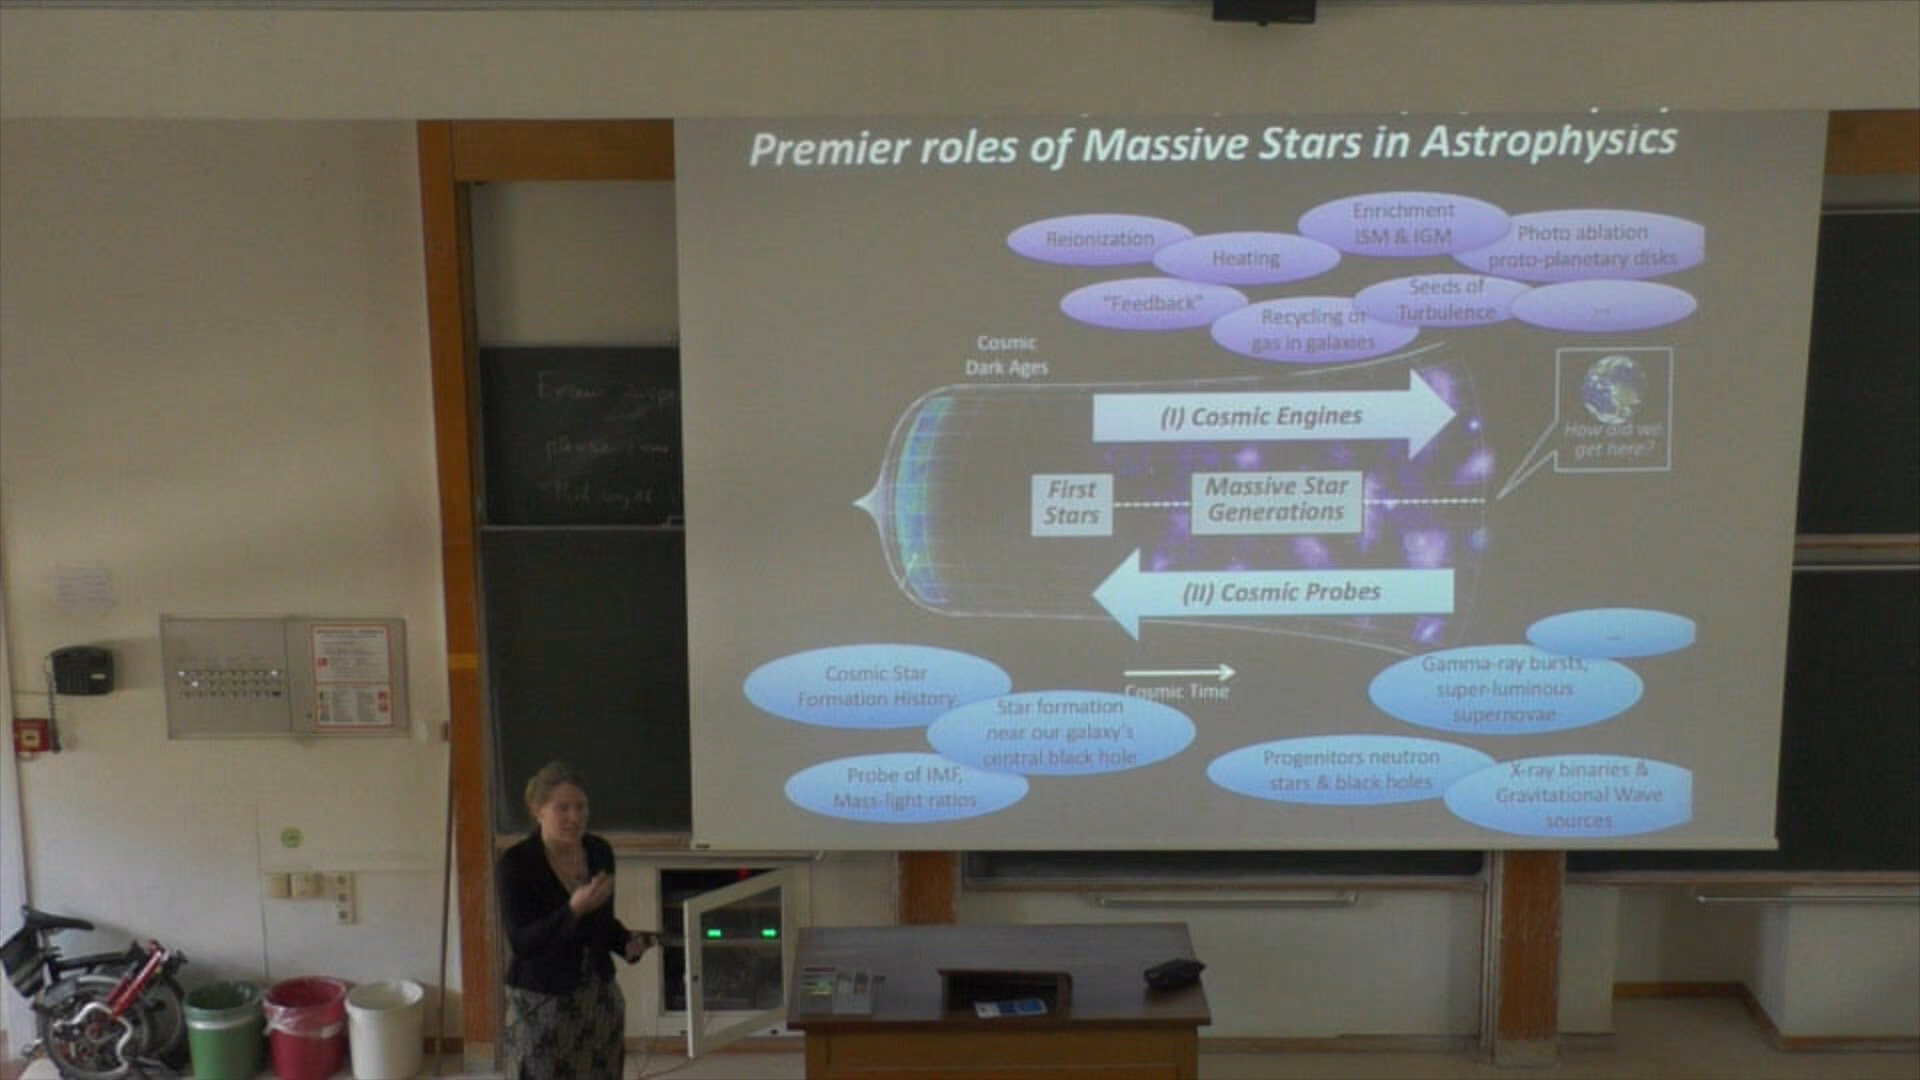 Premier roles of Massive Stars in Astrophysics
Reionization
Heating
Enrichment
ISM & IGM
Photo ablation
proto-planetary disks
"Feedback"
Recycling of
gas in galaxies
Seeds of
Turbulence
...
Cosmic
Dark Ages
(I) Cosmic Engines
How did we
get here?
First
Stars
Massive Star
Generations
(II) Cosmic Probes
Cosmic Time
Cosmic Star
Formation History
Star formation
near our galaxy's
central black hole
Probe of IMF,
Mass-light ratios
...
Gamma-ray bursts,
super-luminous
supernovae
Progenitors neutron
stars & black holes
X-ray binaries &
Gravitational Wave
sources